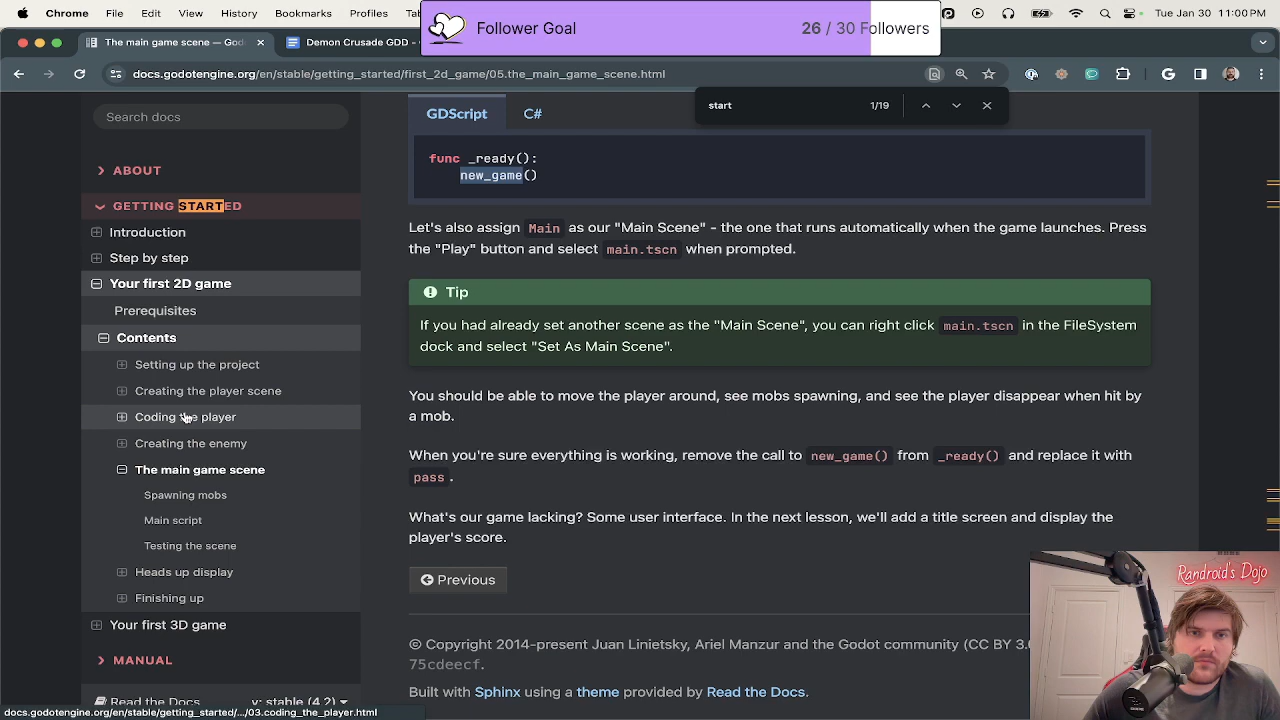 Chrome File Edit View
Follower Goal
26 / 30 Followers
Tue Jan 30 11:00 PM
The main game scene — Go
Demon Crusade GDD -
docs.godotengine.org/en/stable/getting_started/first_2d_game/05.the_main_game_scene.html
start
1/19
Search docs
ABOUT
GETTING STARTED
Introduction
Step by step
Your first 2D game
Prerequisites
Contents
Setting up the project
Creating the player scene
Coding the player
Creating the enemy
The main game scene
Spawning mobs
Main script
Testing the scene
Heads up display
Finishing up
Your first 3D game
MANUAL
Read the Docs
v: stable (4.2)
docs.godotengine.org/en/stable/getting_started/.../03.coding_the_player.html
GDScript
C#
func _ready():
new_game()
Let's also assign Main as our "Main Scene" - the one that runs automatically when the game launches. Press
the "Play" button and select main.tscn when prompted.
Tip
If you had already set another scene as the "Main Scene", you can right click main.tscn in the FileSystem
dock and select "Set As Main Scene".
You should be able to move the player around, see mobs spawning, and see the player disappear when hit by
a mob.
When you're sure everything is working, remove the call to new_game() from _ready() and replace it with
pass .
What's our game lacking? Some user interface. In the next lesson, we'll add a title screen and display the
player's score.
Previous
© Copyright 2014-present Juan Linietsky, Ariel Manzur and the Godot community (CC BY 3.0
75cdeecf.
Built with Sphinx using a theme provided by Read the Docs.
Randroid's Dojo